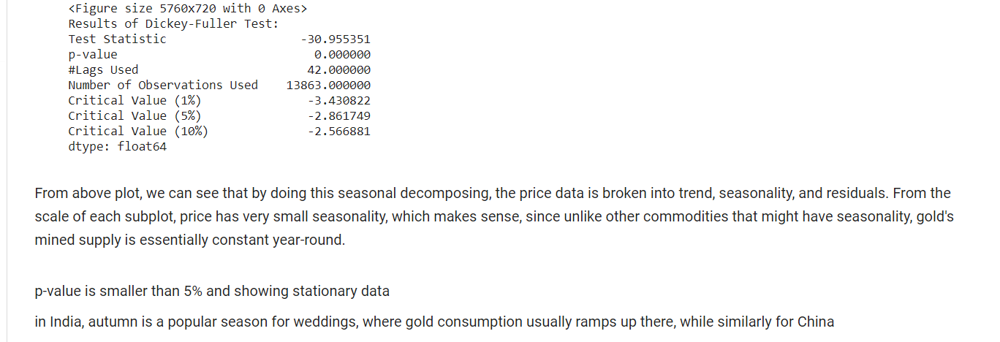 <Figure size 5760x720 with 0 Axes>
Results of Dickey-Fuller Test:
Test Statistic -30.955351
p-value 0.000000
#Lags Used 42.000000
Number of Observations Used 13863.000000
Critical Value (1%) -3.430822
Critical Value (5%) -2.861749
Critical Value (10%) -2.566881
dtype: float64
From above plot, we can see that by doing this seasonal decomposing, the price data is broken into trend, seasonality, and residuals. From the
scale of each subplot, price has very small seasonality, which makes sense, since unlike other commodities that might have seasonality, gold's
mined supply is essentially constant year-round.
p-value is smaller than 5% and showing stationary data
in India, autumn is a popular season for weddings, where gold consumption usually ramps up there, while similarly for China